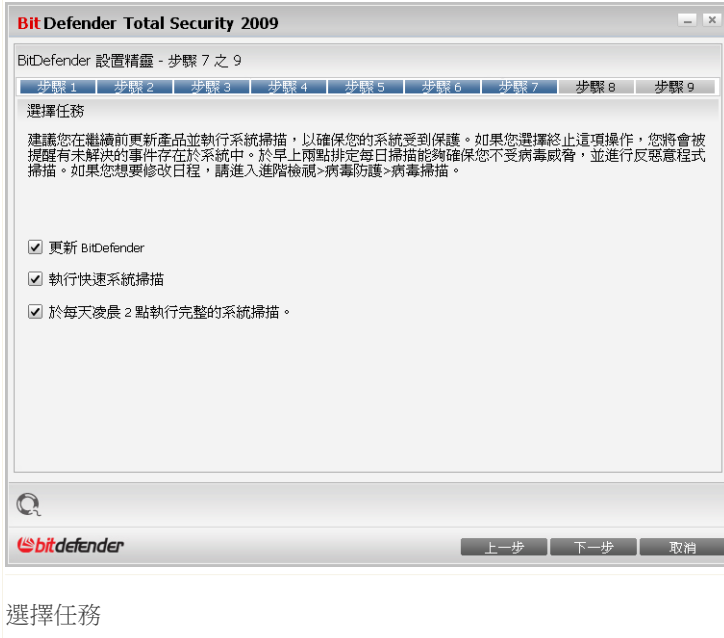 BitDefender Total Security 2009
BitDefender 設置精靈 - 步驟 7 之 9
步驟 1 步驟 2 步驟 3 步驟 4 步驟 5 步驟 6 步驟 7 步驟 8 步驟 9
選擇任務
建議您在繼續前更新產品並執行系統掃描，以確保您的系統受到保護。如果您選擇終止這項操作，您將會被
提醒有未解決的事件存在於系統中。於早上兩點排定每日掃描能夠確保您不受病毒威脅，並進行反惡意程式
掃描。如果您想要修改日程，請進入進階檢視>病毒防護>病毒掃描。
更新 BitDefender
執行快速系統掃描
於每天凌晨 2 點執行完整的系統掃描。
bitdefender
上一步 下一步 取消
選擇任務